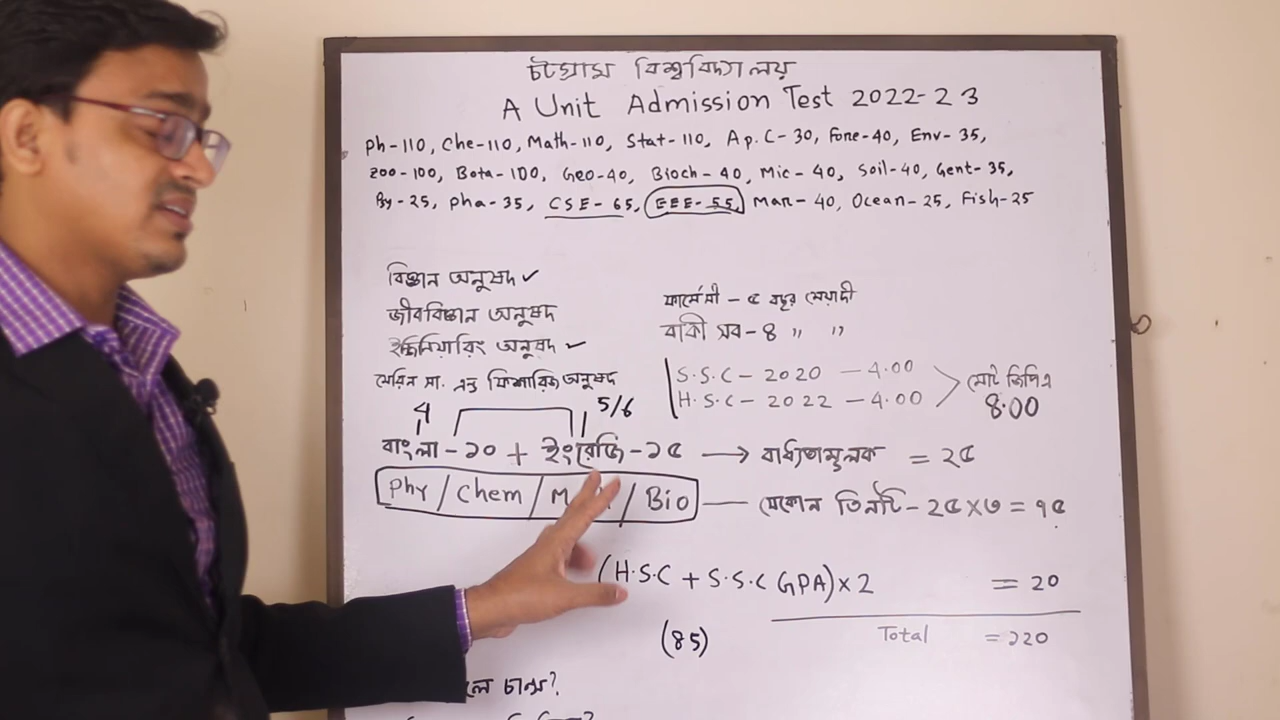 চট্টগ্রাম বিশ্ববিদ্যালয়
A Unit Admission Test 2022-23
Ph-110, Che-110, Math-110, Stat-110, Ap.C-30, Fore-40, Env-35,
Zoo-100, Bota-100, Geo-40, Bioch-40, Mic-40, Soil-40, Gent-35,
Psy-25, Pha-35, CSE-65, EEE-55, Mar-40, Ocean-25, Fish-25
বিজ্ঞান অনুষদ ✓
জীববিজ্ঞান অনুষদ
ইঞ্জিনিয়ারিং অনুষদ ✓
মেরিন সা. এন্ড ফিশারিজ অনুষদ
ফার্মেসী - ৫ বছর মেয়াদী
বাকী সব - ৪ ,, ,,
S.S.C - 2020 - 4.00
H.S.C - 2022 - 4.00
মোট জিপিএ
8.00
4 5/6
বাংলা - ১০ + ইংরেজি - ১৫ → বাধ্যতামূলক = ২৫
Phy / Chem / M / Bio — যেকোন তিনটি - ২৫X৩ = ৭৫
(H.S.C + S.S.C GPA)×2 = 20
(85) Total = ১২০
চান্স?